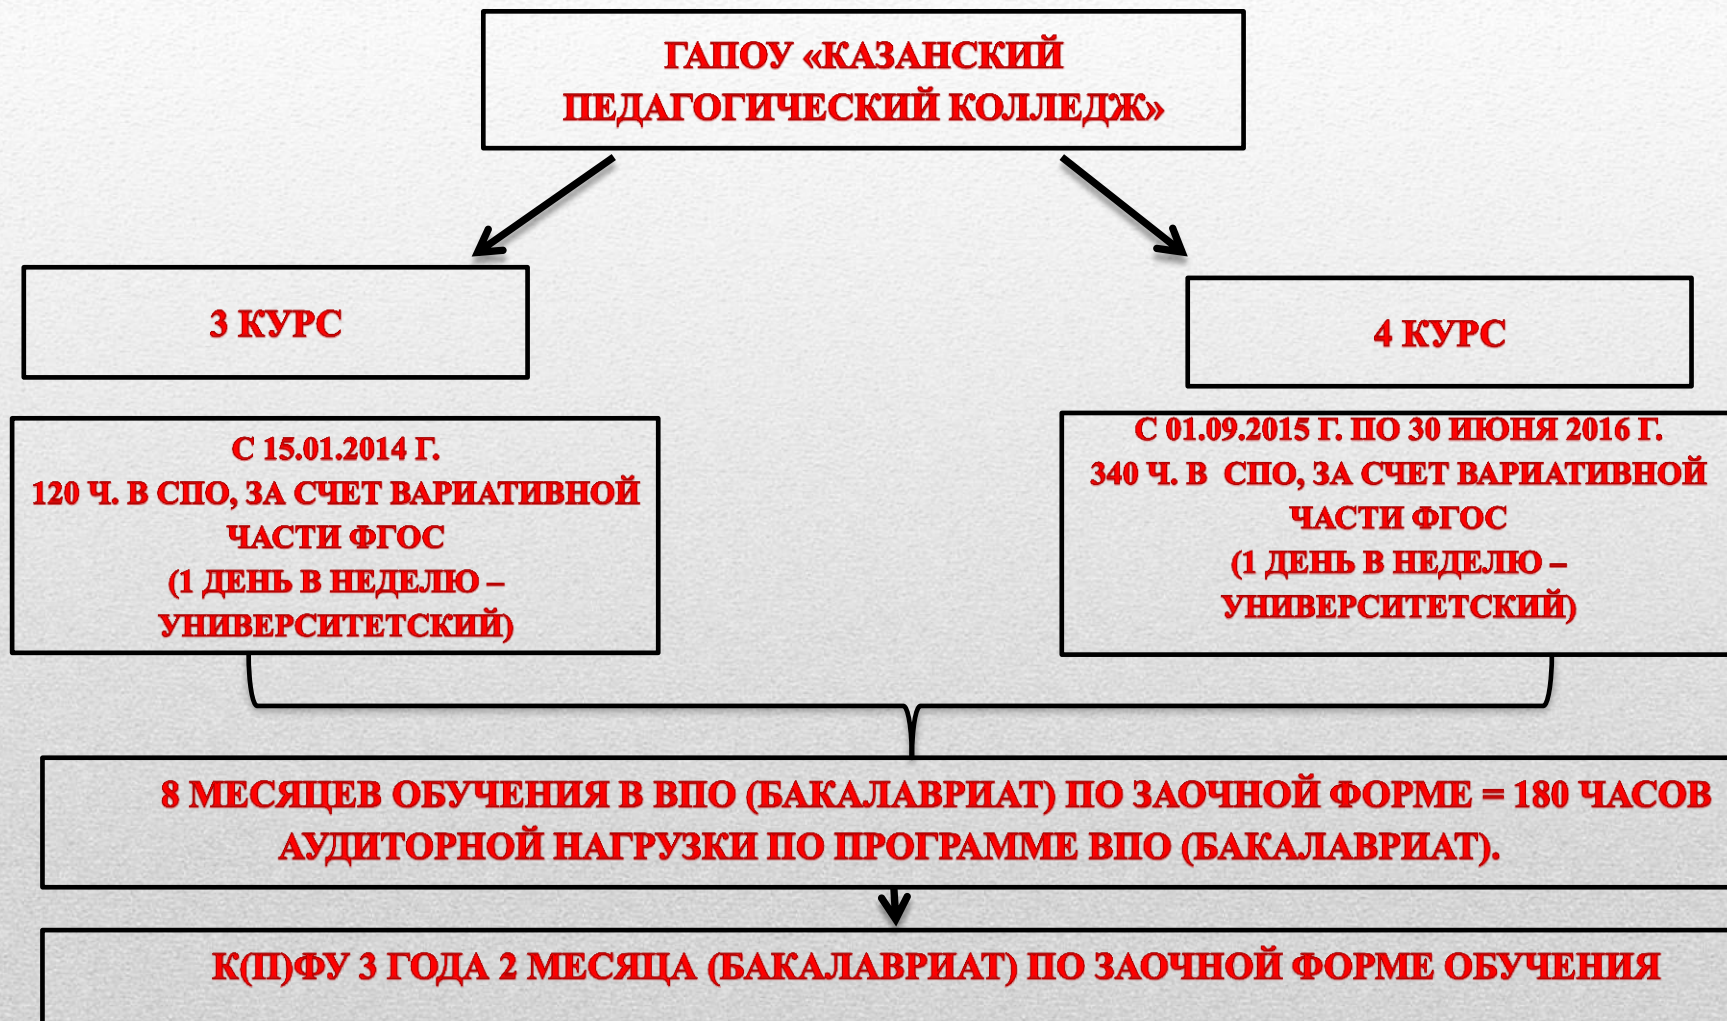 ГАПОУ «КАЗАНСКИЙ
ПЕДАГОГИЧЕСКИЙ КОЛЛЕДЖ»
3 КУРС
4 КУРС
С 15.01.2014 Г.
120 Ч. В СПО, ЗА СЧЕТ ВАРИАТИВНОЙ
ЧАСТИ ФГОС
(1 ДЕНЬ В НЕДЕЛЮ –
УНИВЕРСИТЕТСКИЙ)
С 01.09.2015 Г. ПО 30 ИЮНЯ 2016 Г.
340 Ч. В СПО, ЗА СЧЕТ ВАРИАТИВНОЙ
ЧАСТИ ФГОС
(1 ДЕНЬ В НЕДЕЛЮ –
УНИВЕРСИТЕТСКИЙ)
8 МЕСЯЦЕВ ОБУЧЕНИЯ В ВПО (БАКАЛАВРИАТ) ПО ЗАОЧНОЙ ФОРМЕ = 180 ЧАСОВ
АУДИТОРНОЙ НАГРУЗКИ ПО ПРОГРАММЕ ВПО (БАКАЛАВРИАТ).
К(П)ФУ 3 ГОДА 2 МЕСЯЦА (БАКАЛАВРИАТ) ПО ЗАОЧНОЙ ФОРМЕ ОБУЧЕНИЯ